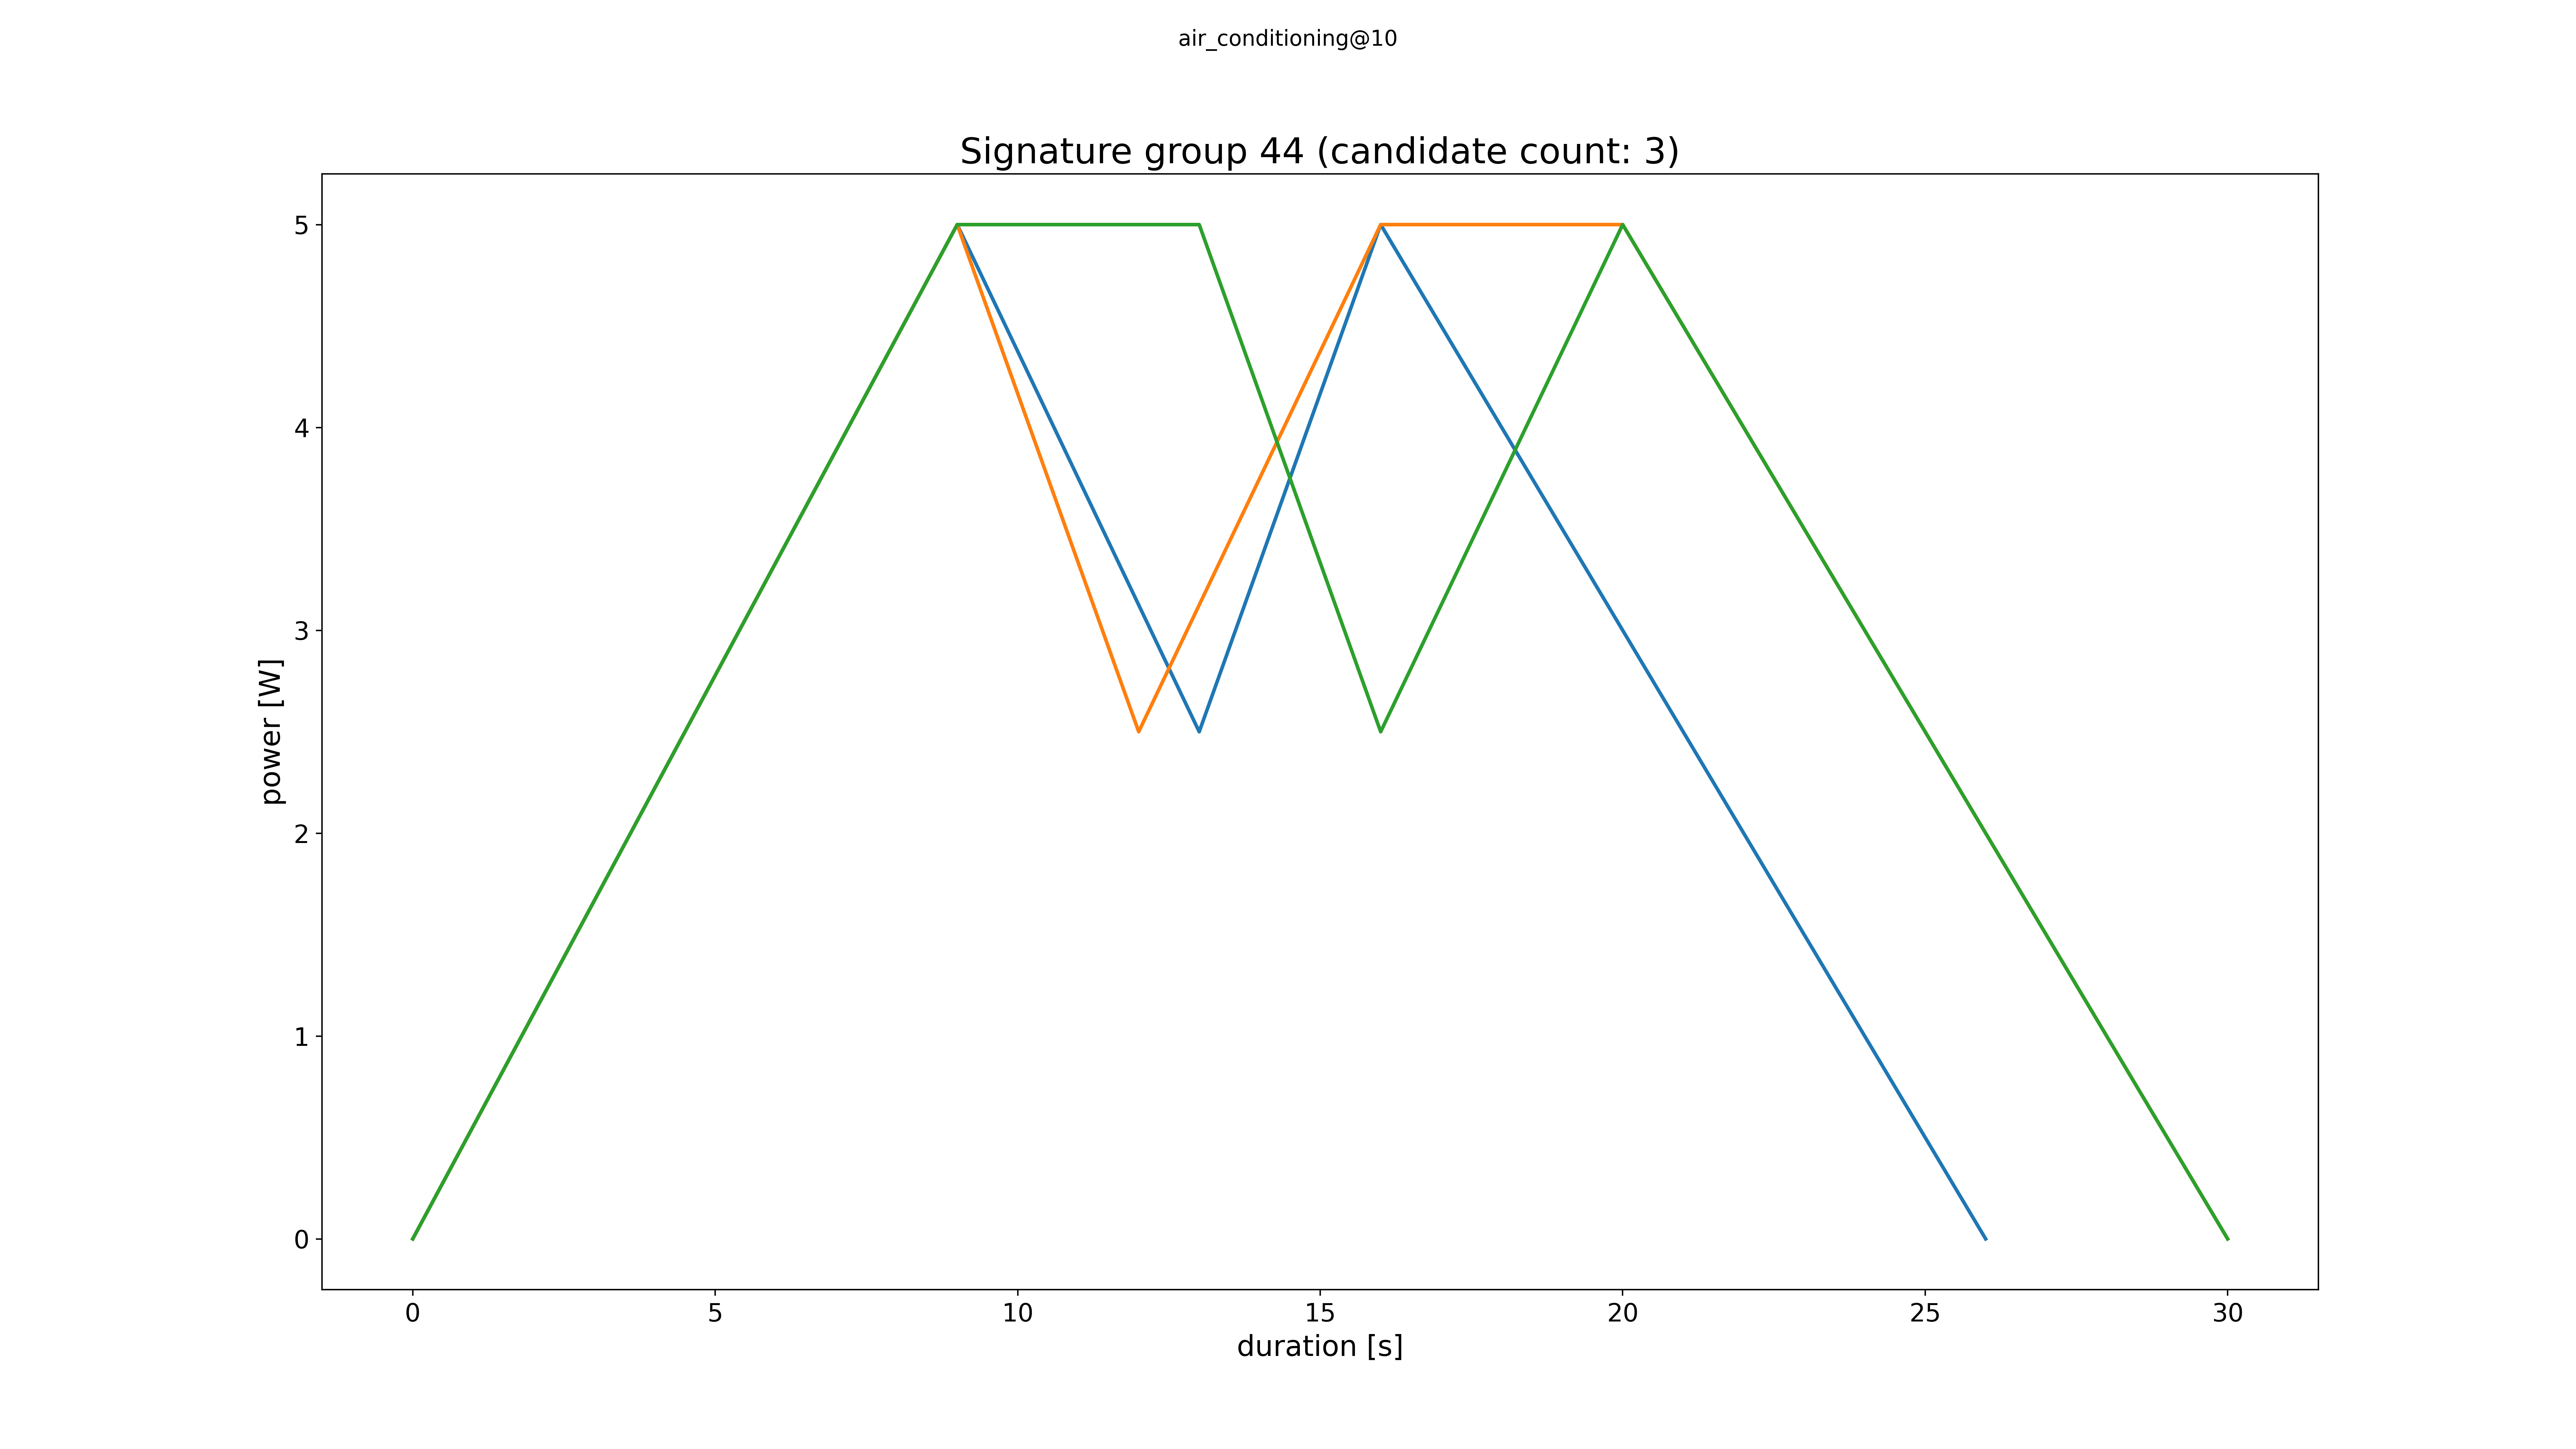 air_conditioning@10
Signature group 44 (candidate count: 3)
power [W]
5
4
3
2
1
0
0 5 10 15 20 25 30
duration [s]